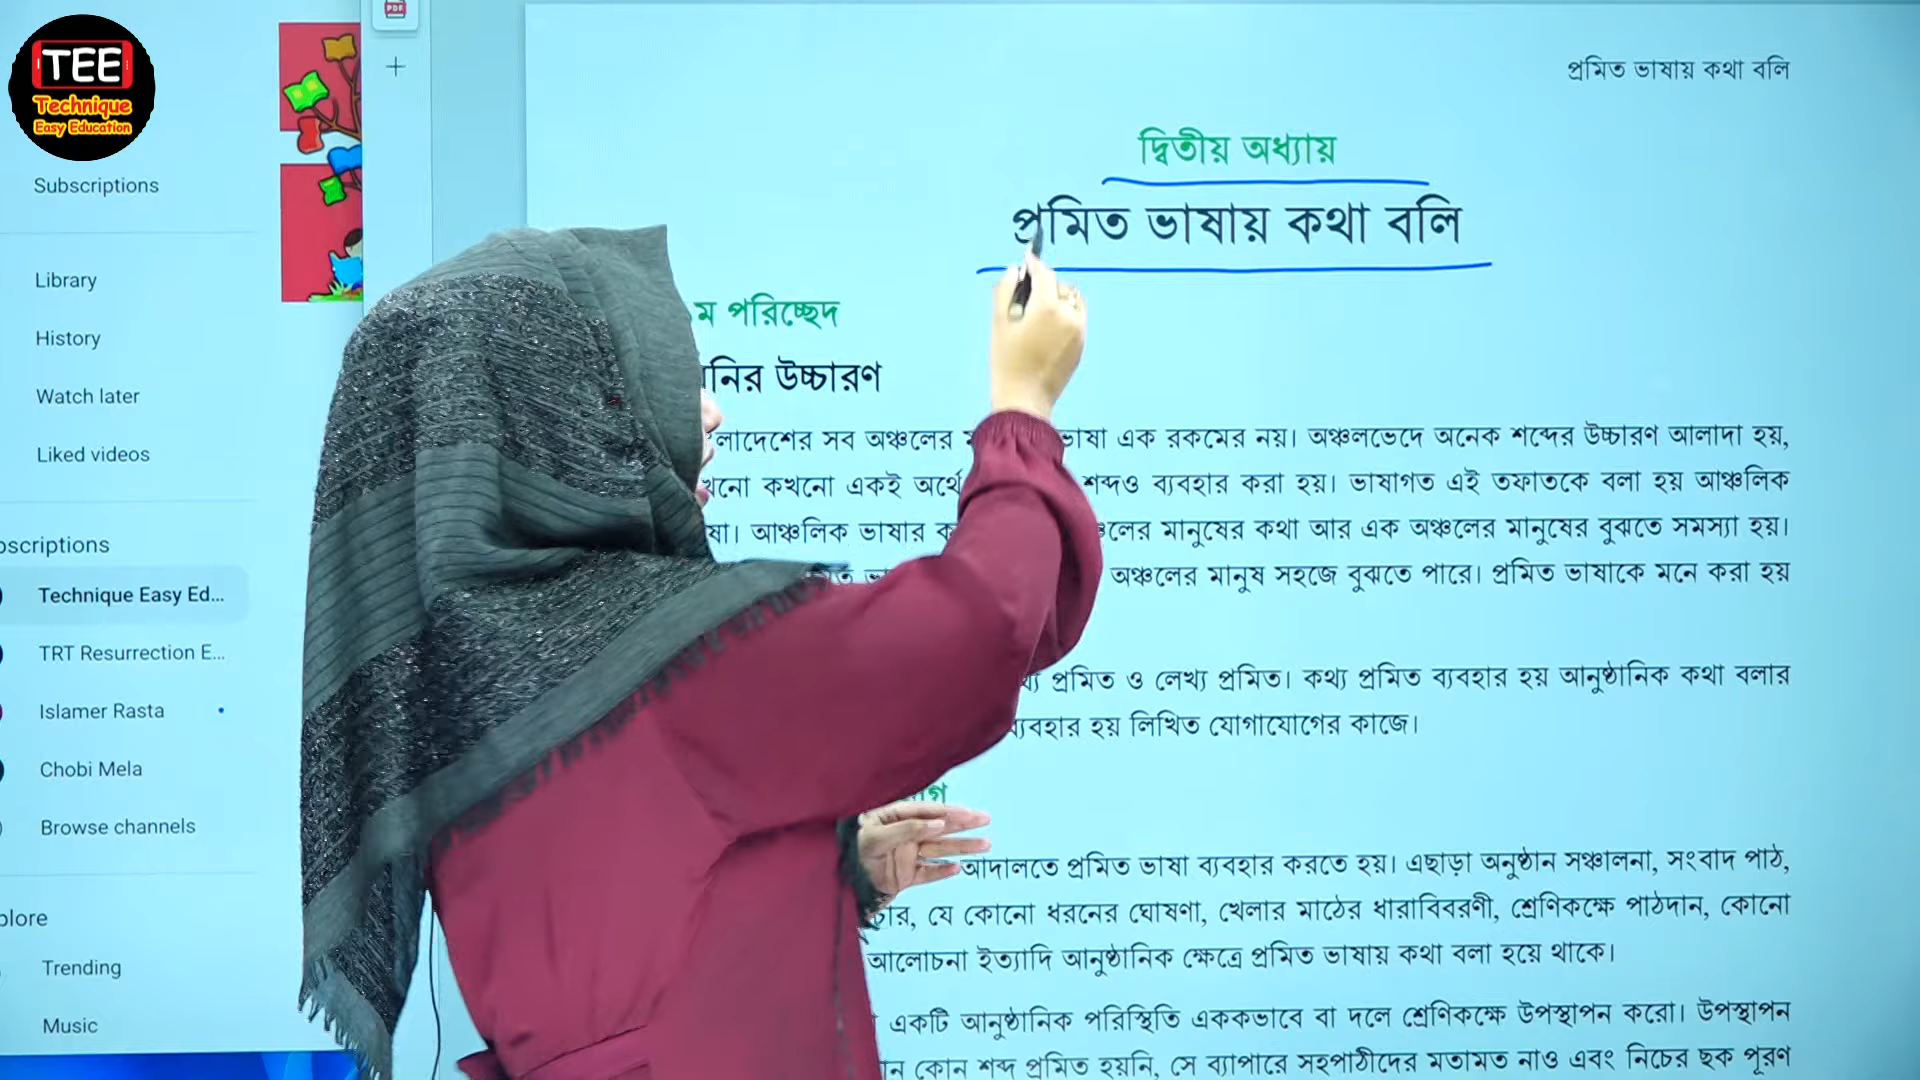 TEE
Technique
Easy Education
PDF
Subscriptions
Library
History
Watch later
Liked videos
Technique Easy Ed...
TRT Resurrection E...
Islamer Rasta
Chobi Mela
Browse channels
Trending
Music
প্রমিত ভাষায় কথা বলি
দ্বিতীয় অধ্যায়
প্রমিত ভাষায় কথা বলি
পরিচ্ছেদ
উচ্চারণ
সব অঞ্চলের ভাষা এক রকমের নয়। অঞ্চলভেদে অনেক শব্দের উচ্চারণ আলাদা হয়,
কখনো একই অর্থে শব্দও ব্যবহার করা হয়। ভাষাগত এই তফাতকে বলা হয় আঞ্চলিক
আঞ্চলিক ভাষার মানুষের কথা আর এক অঞ্চলের মানুষের বুঝতে সমস্যা হয়।
অঞ্চলের মানুষ সহজে বুঝতে পারে। প্রমিত ভাষাকে মনে করা হয়
প্রমিত ও লেখ্য প্রমিত। কথ্য প্রমিত ব্যবহার হয় আনুষ্ঠানিক কথা বলার
ব্যবহার হয় লিখিত যোগাযোগের কাজে।
আদালতে প্রমিত ভাষা ব্যবহার করতে হয়। এছাড়া অনুষ্ঠান সঞ্চালনা, সংবাদ পাঠ,
যে কোনো ধরনের ঘোষণা, খেলার মাঠের ধারাবিবরণী, শ্রেণিকক্ষে পাঠদান, কোনো
আলোচনা ইত্যাদি আনুষ্ঠানিক ক্ষেত্রে প্রমিত ভাষায় কথা বলা হয়ে থাকে।
একটি আনুষ্ঠানিক পরিস্থিতি এককভাবে বা দলে শ্রেণিকক্ষে উপস্থাপন করো। উপস্থাপন
কোন শব্দ প্রমিত হয়নি, সে ব্যাপারে সহপাঠীদের মতামত নাও এবং নিচের ছক পূরণ